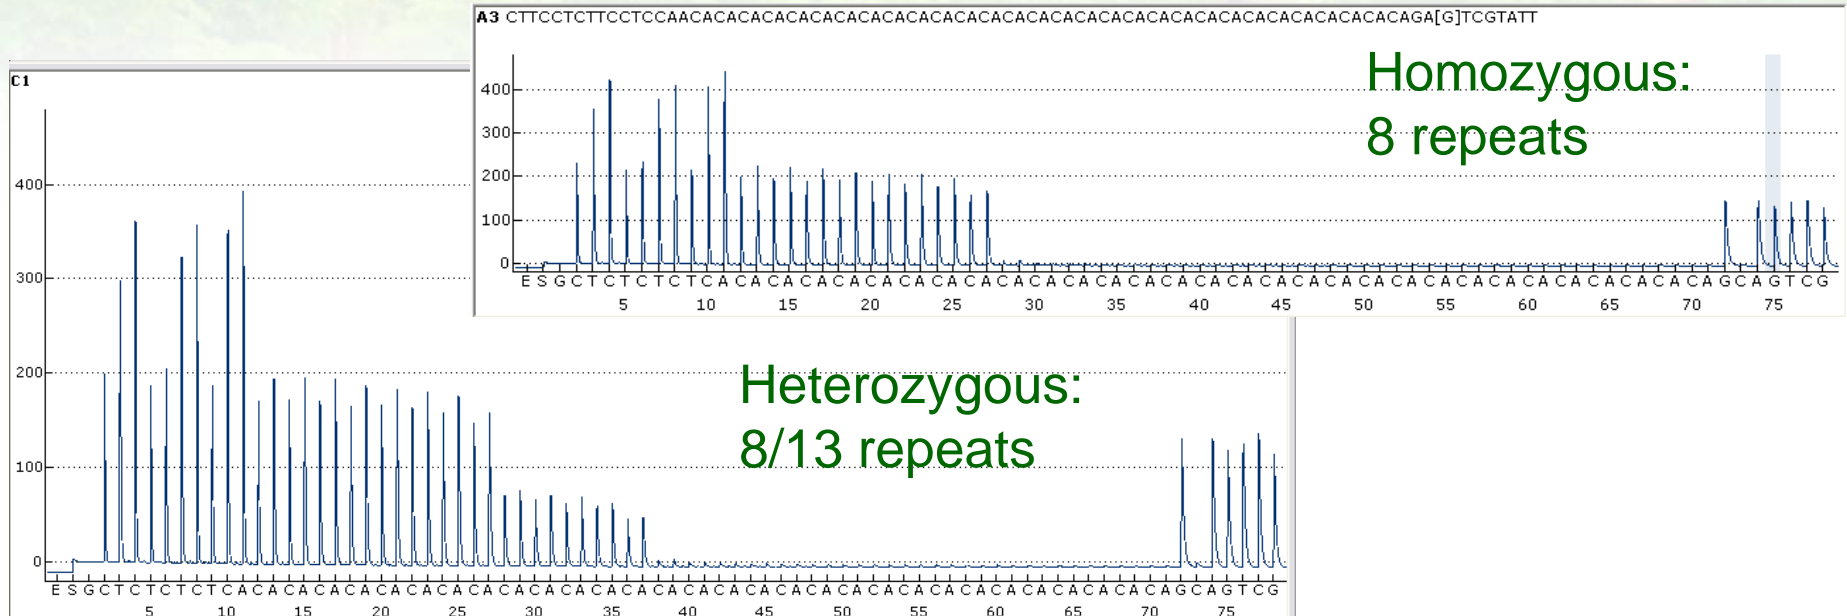 A3 CTTCCTCTTCCTCCAACACACACACACACACACACACACACACACACACACACACACACACACACACACACACAGA[G]TCGTATT
Homozygous:
8 repeats
400
300
200
100
0
E S G C T C T C T C T C A C A C A C A C A C A C A C A C A C A C A C A C A C A C A C A C A C A C A C A C A C A C A C A C A C A C A C A C A C A G C A G T C G
5 10 15 20 25 30 35 40 45 50 55 60 65 70 75
C1
Heterozygous:
8/13 repeats
400
300
200
100
0
E S G C T C T C T C T C A C A C A C A C A C A C A C A C A C A C A C A C A C A C A C A C A C A C A C A C A C A C A C A C A C A C A C A C A C A G C A G T C G
5 10 15 20 25 30 35 40 45 50 55 60 65 70 75